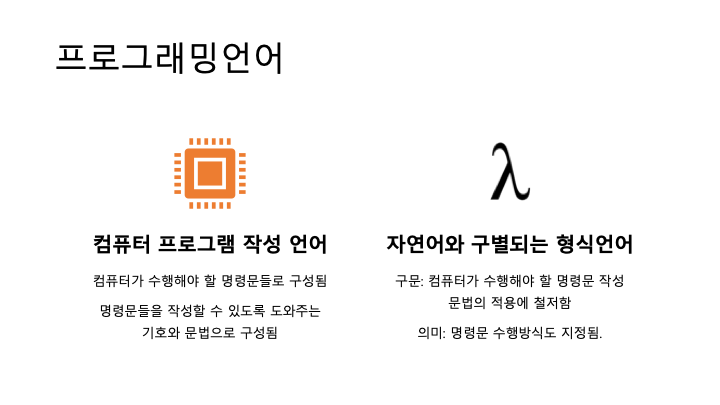 프로그래밍언어
λ
컴퓨터 프로그램 작성 언어
컴퓨터가 수행해야 할 명령문들로 구성됨
명령문들을 작성할 수 있도록 도와주는
기호와 문법으로 구성됨
자연어와 구별되는 형식언어
구문: 컴퓨터가 수행해야 할 명령문 작성
문법의 적용에 철저함
의미: 명령문 수행방식도 지정됨.